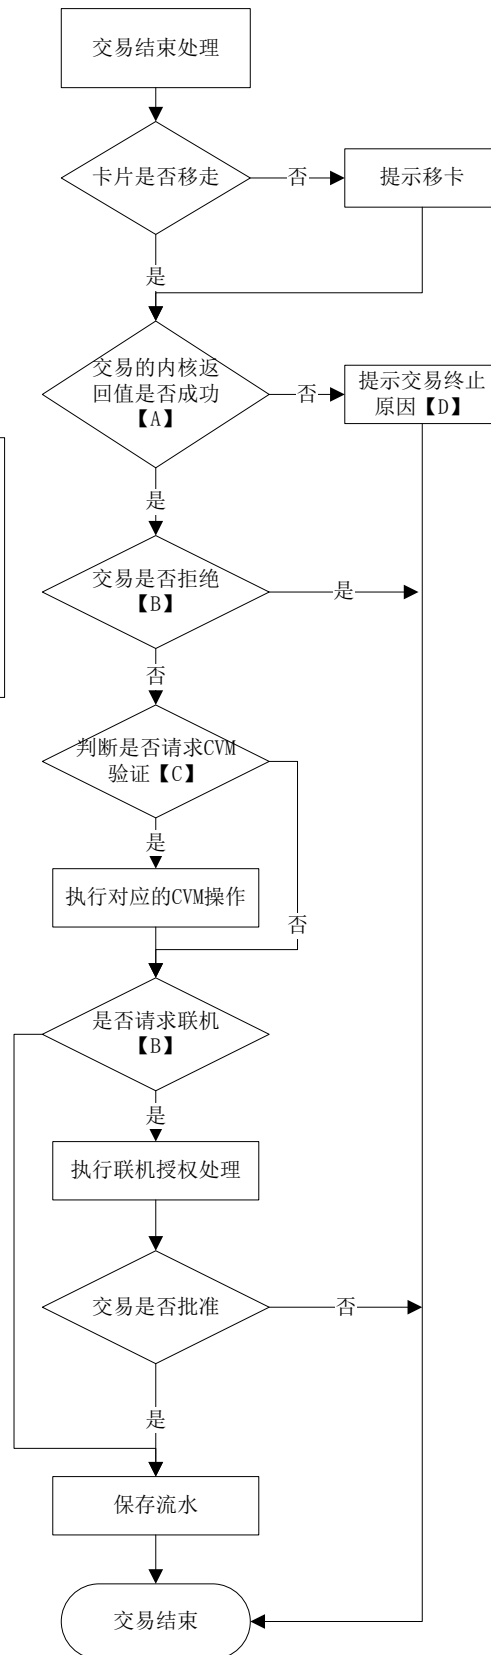 交易结束处理
卡片是否移走
否
提示移卡
是
交易的内核返
回值是否成功
【A】
否
提示交易终止
原因【D】
是
交易是否拒绝
【B】
是
否
判断是否请求CVM
验证【C】
是
执行对应的CVM操作
否
是否请求联机
【B】
是
执行联机授权处理
交易是否批准
否
是
保存流水
交易结束